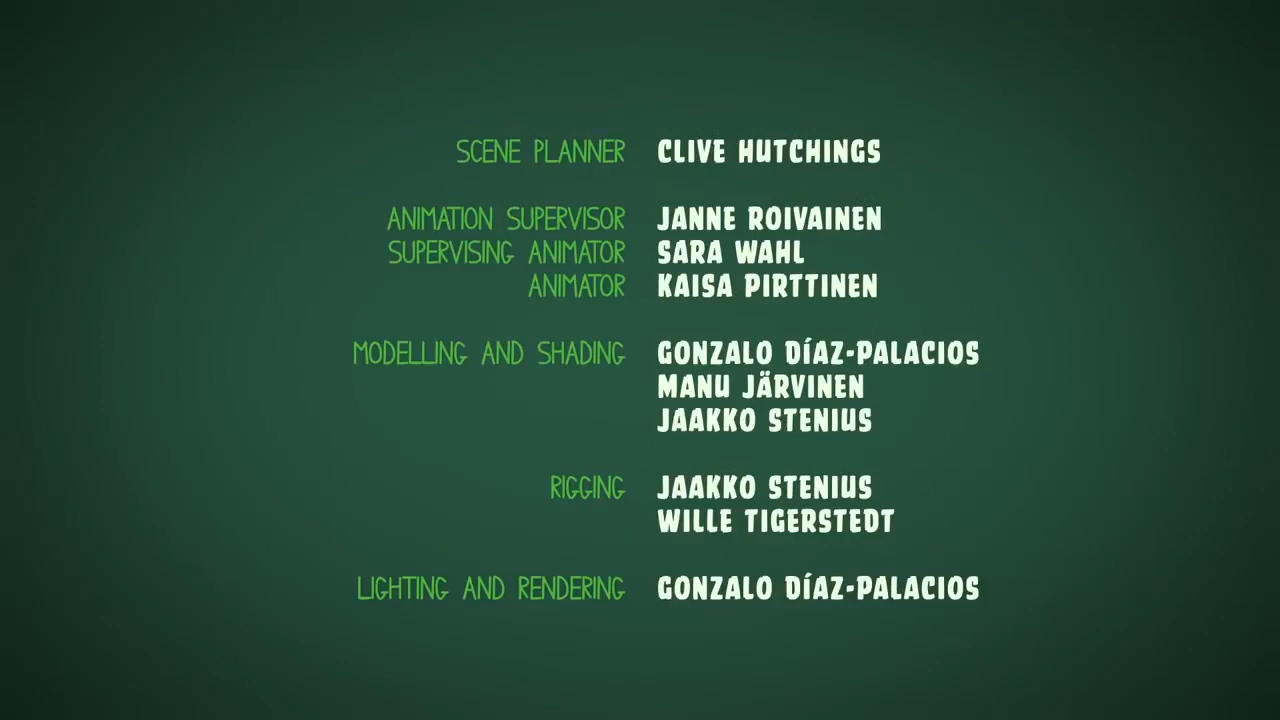 SCENE PLANNER CLIVE HUTCHINGS
ANIMATION SUPERVISOR JANNE ROIVAINEN
SUPERVISING ANIMATOR SARA WAHL
ANIMATOR KAISA PIRTTINEN
MODELLING AND SHADING GONZALO DÍAZ-PALACIOS
MANU JÄRVINEN
JAAKKO STENIUS
RIGGING JAAKKO STENIUS
WILLE TIGERSTEDT
LIGHTING AND RENDERING GONZALO DÍAZ-PALACIOS